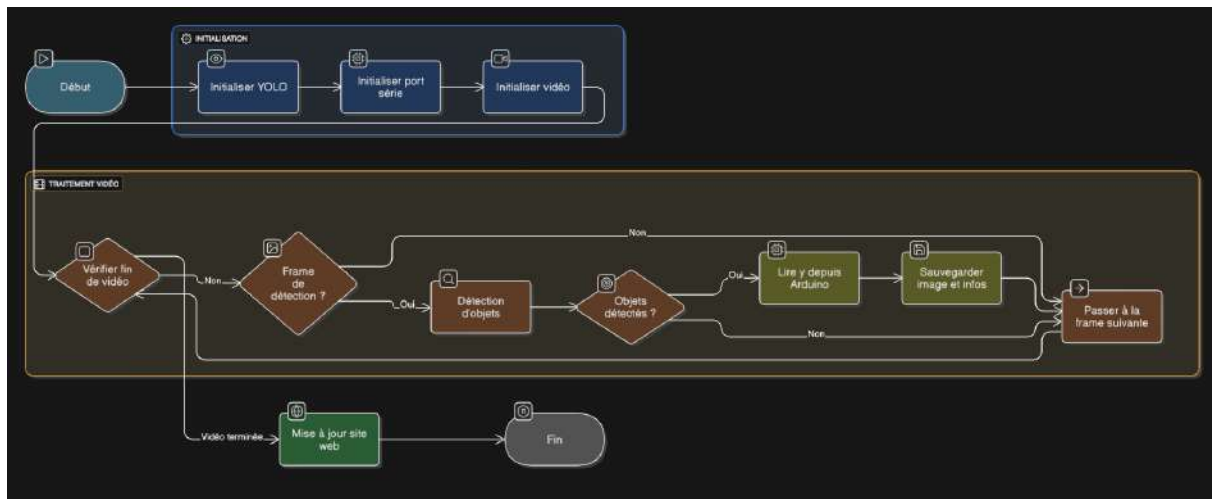 INITIALISATION
Début
Initialiser YOLO
Initialiser port
série
Initialiser vidéo
TRAITEMENT VIDÉO
Vérifier fin
de vidéo
Non
Frame
de
détection ?
Non
Oui
Détection
d'objets
Objets
détectés ?
Oui
Non
Lire y depuis
Arduino
Sauvegarder
image et infos
Passer à la
frame suivante
Vidéo terminée
Mise à jour site
web
Fin